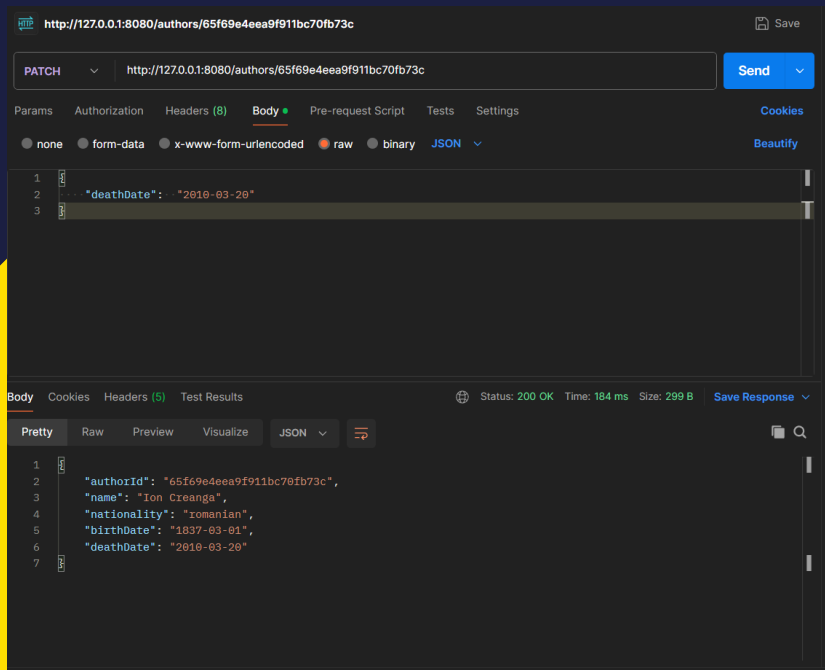 HTTP http://127.0.0.1:8080/authors/65f69e4eea9f911bc70fb73c Save
PATCH http://127.0.0.1:8080/authors/65f69e4eea9f911bc70fb73c Send
Params Authorization Headers (8) Body Pre-request Script Tests Settings Cookies
none form-data x-www-form-urlencoded raw binary JSON Beautify
1 {
2 ····"deathDate":··"2010-03-20"
3 }
Body Cookies Headers (5) Test Results Status: 200 OK Time: 184 ms Size: 299 B Save Response
Pretty Raw Preview Visualize JSON
1 {
2 "authorId": "65f69e4eea9f911bc70fb73c",
3 "name": "Ion Creanga",
4 "nationality": "romanian",
5 "birthDate": "1837-03-01",
6 "deathDate": "2010-03-20"
7 }